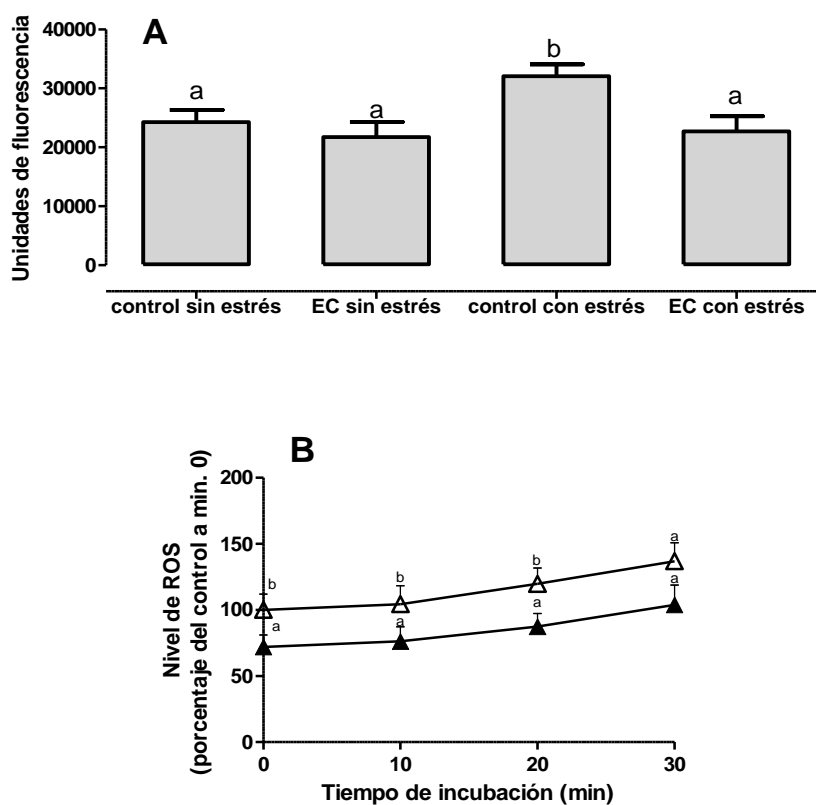 A
Unidades de fluorescencia
40000
30000
20000
10000
0
a
a
b
a
control sin estrés
EC sin estrés
control con estrés
EC con estrés
B
Nivel de ROS
(porcentaje del control a min. 0)
200
150
100
50
0
b
b
b
a
a
a
a
a
0
10
20
30
Tiempo de incubación (min)